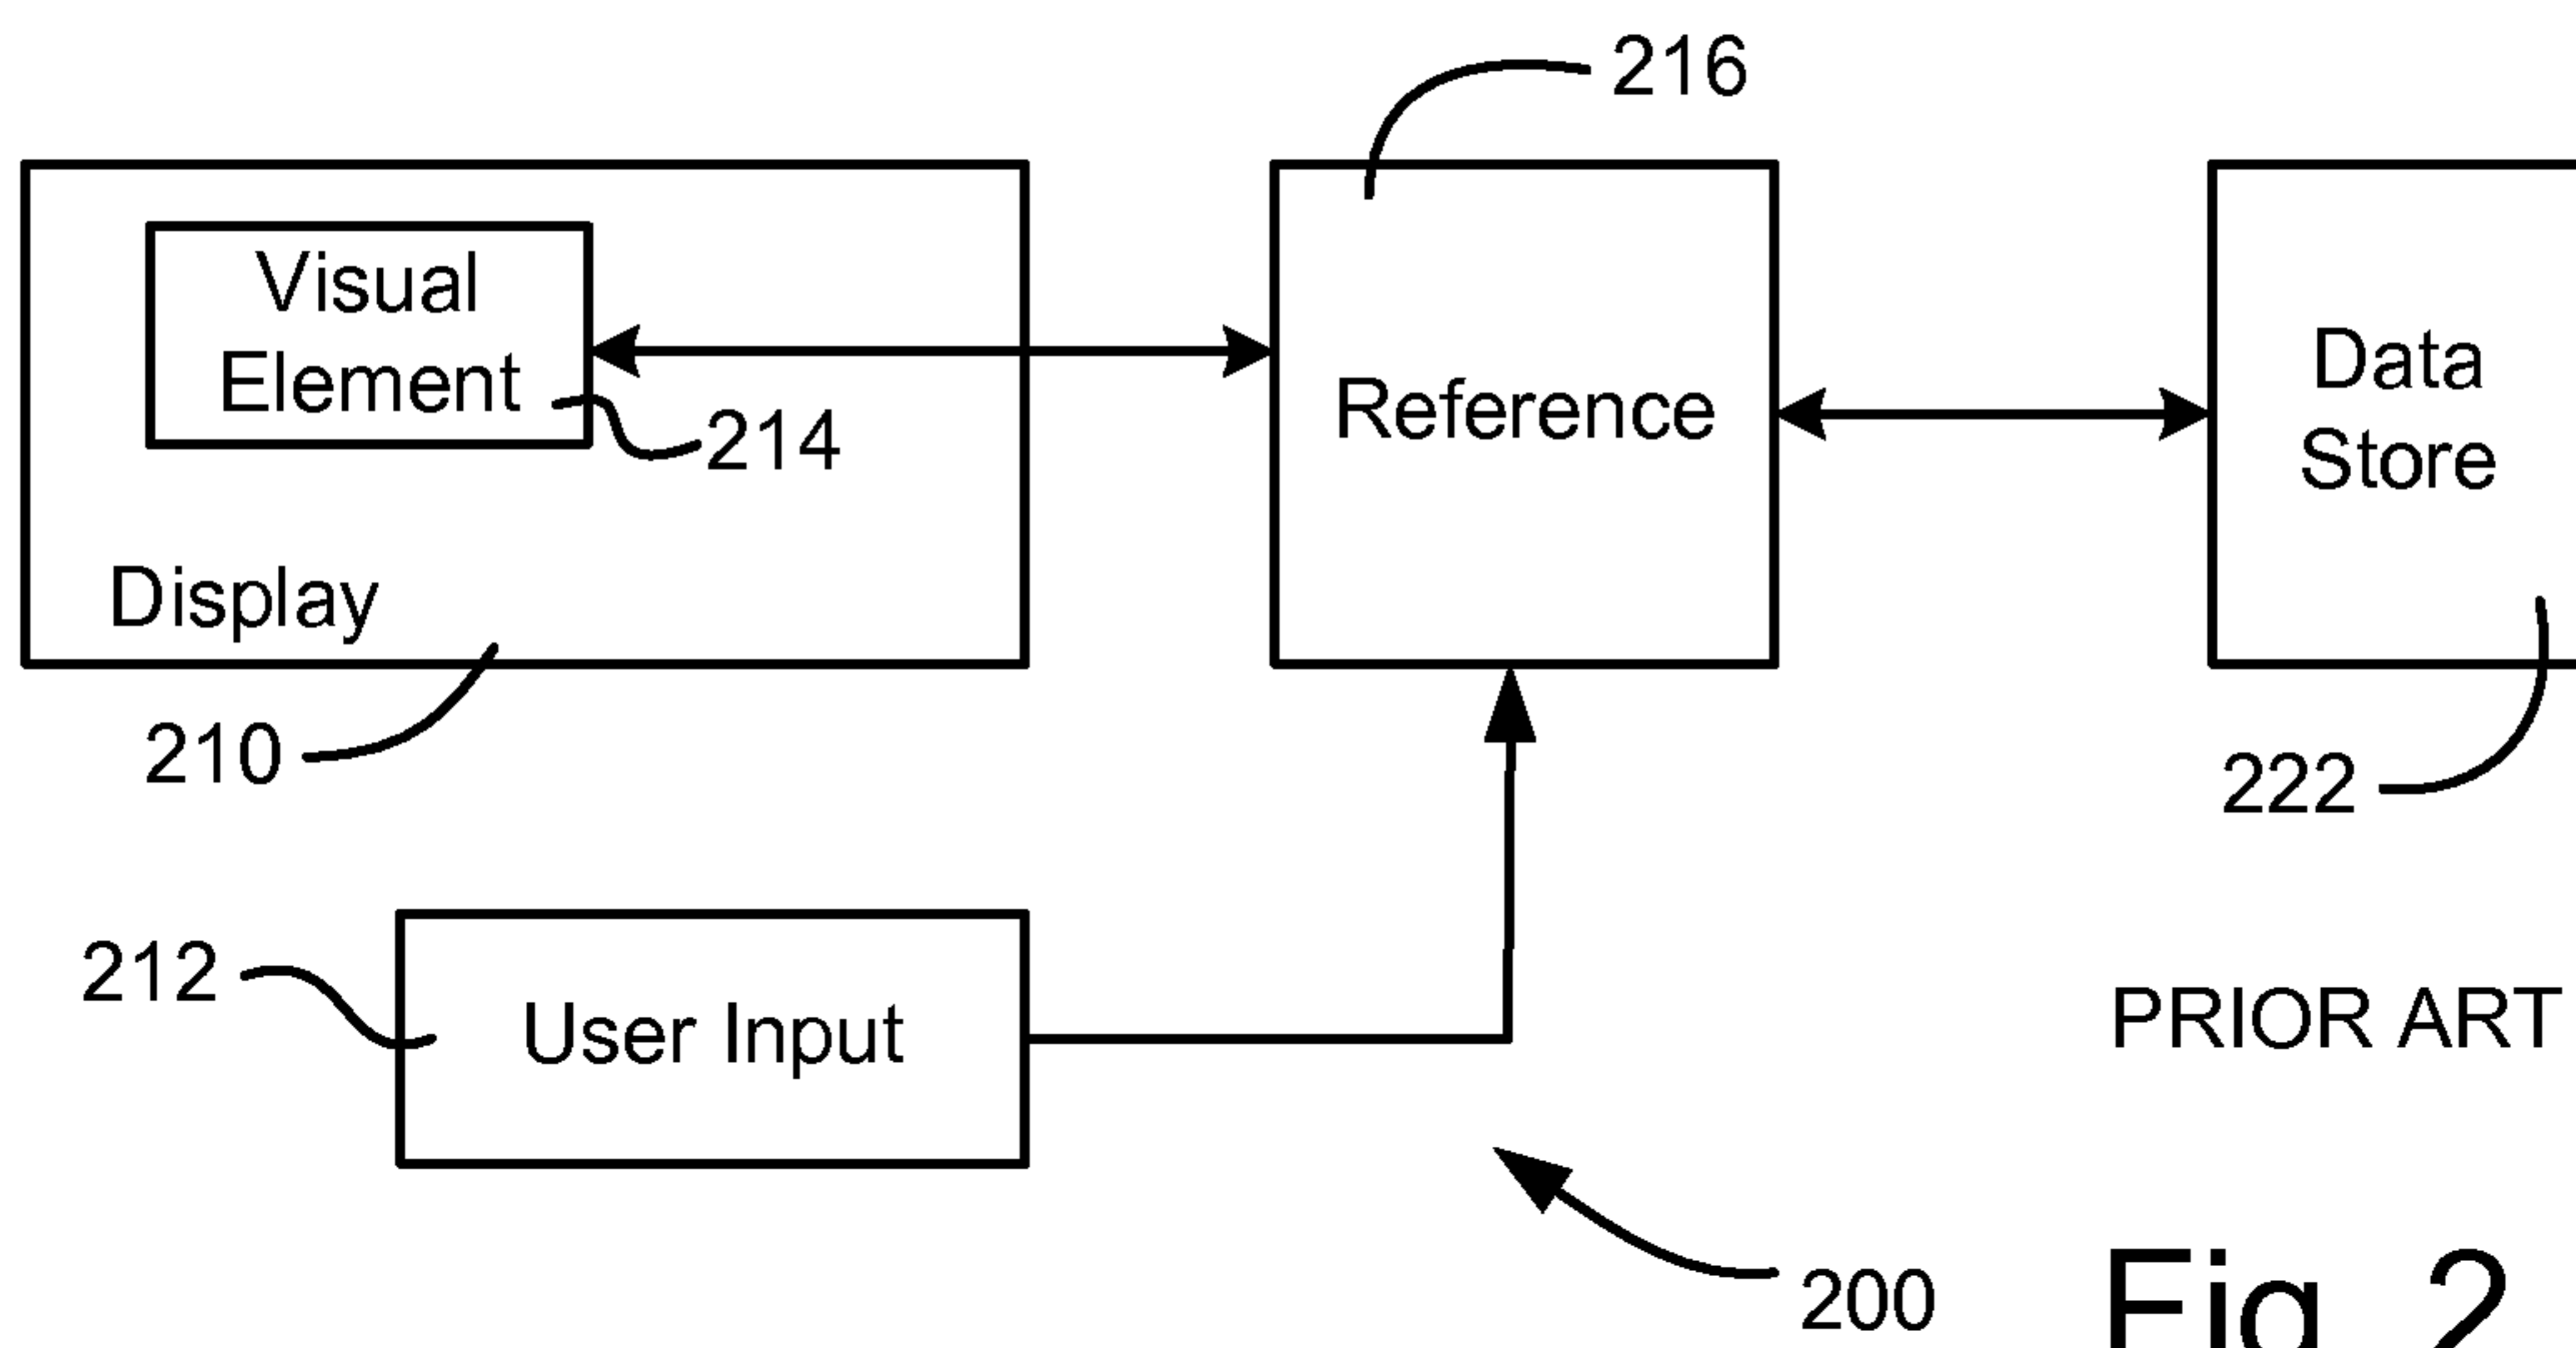 216
Visual
Element
214
Reference
Data
Store
Display
210
222
212
User Input
PRIOR ART
200
Fig. 2